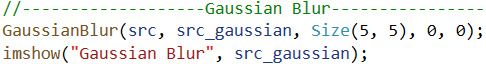 //-------------------Gaussian Blur----------------
GaussianBlur(src, src_gaussian, Size(5, 5), 0, 0);
imshow("Gaussian Blur", src_gaussian);